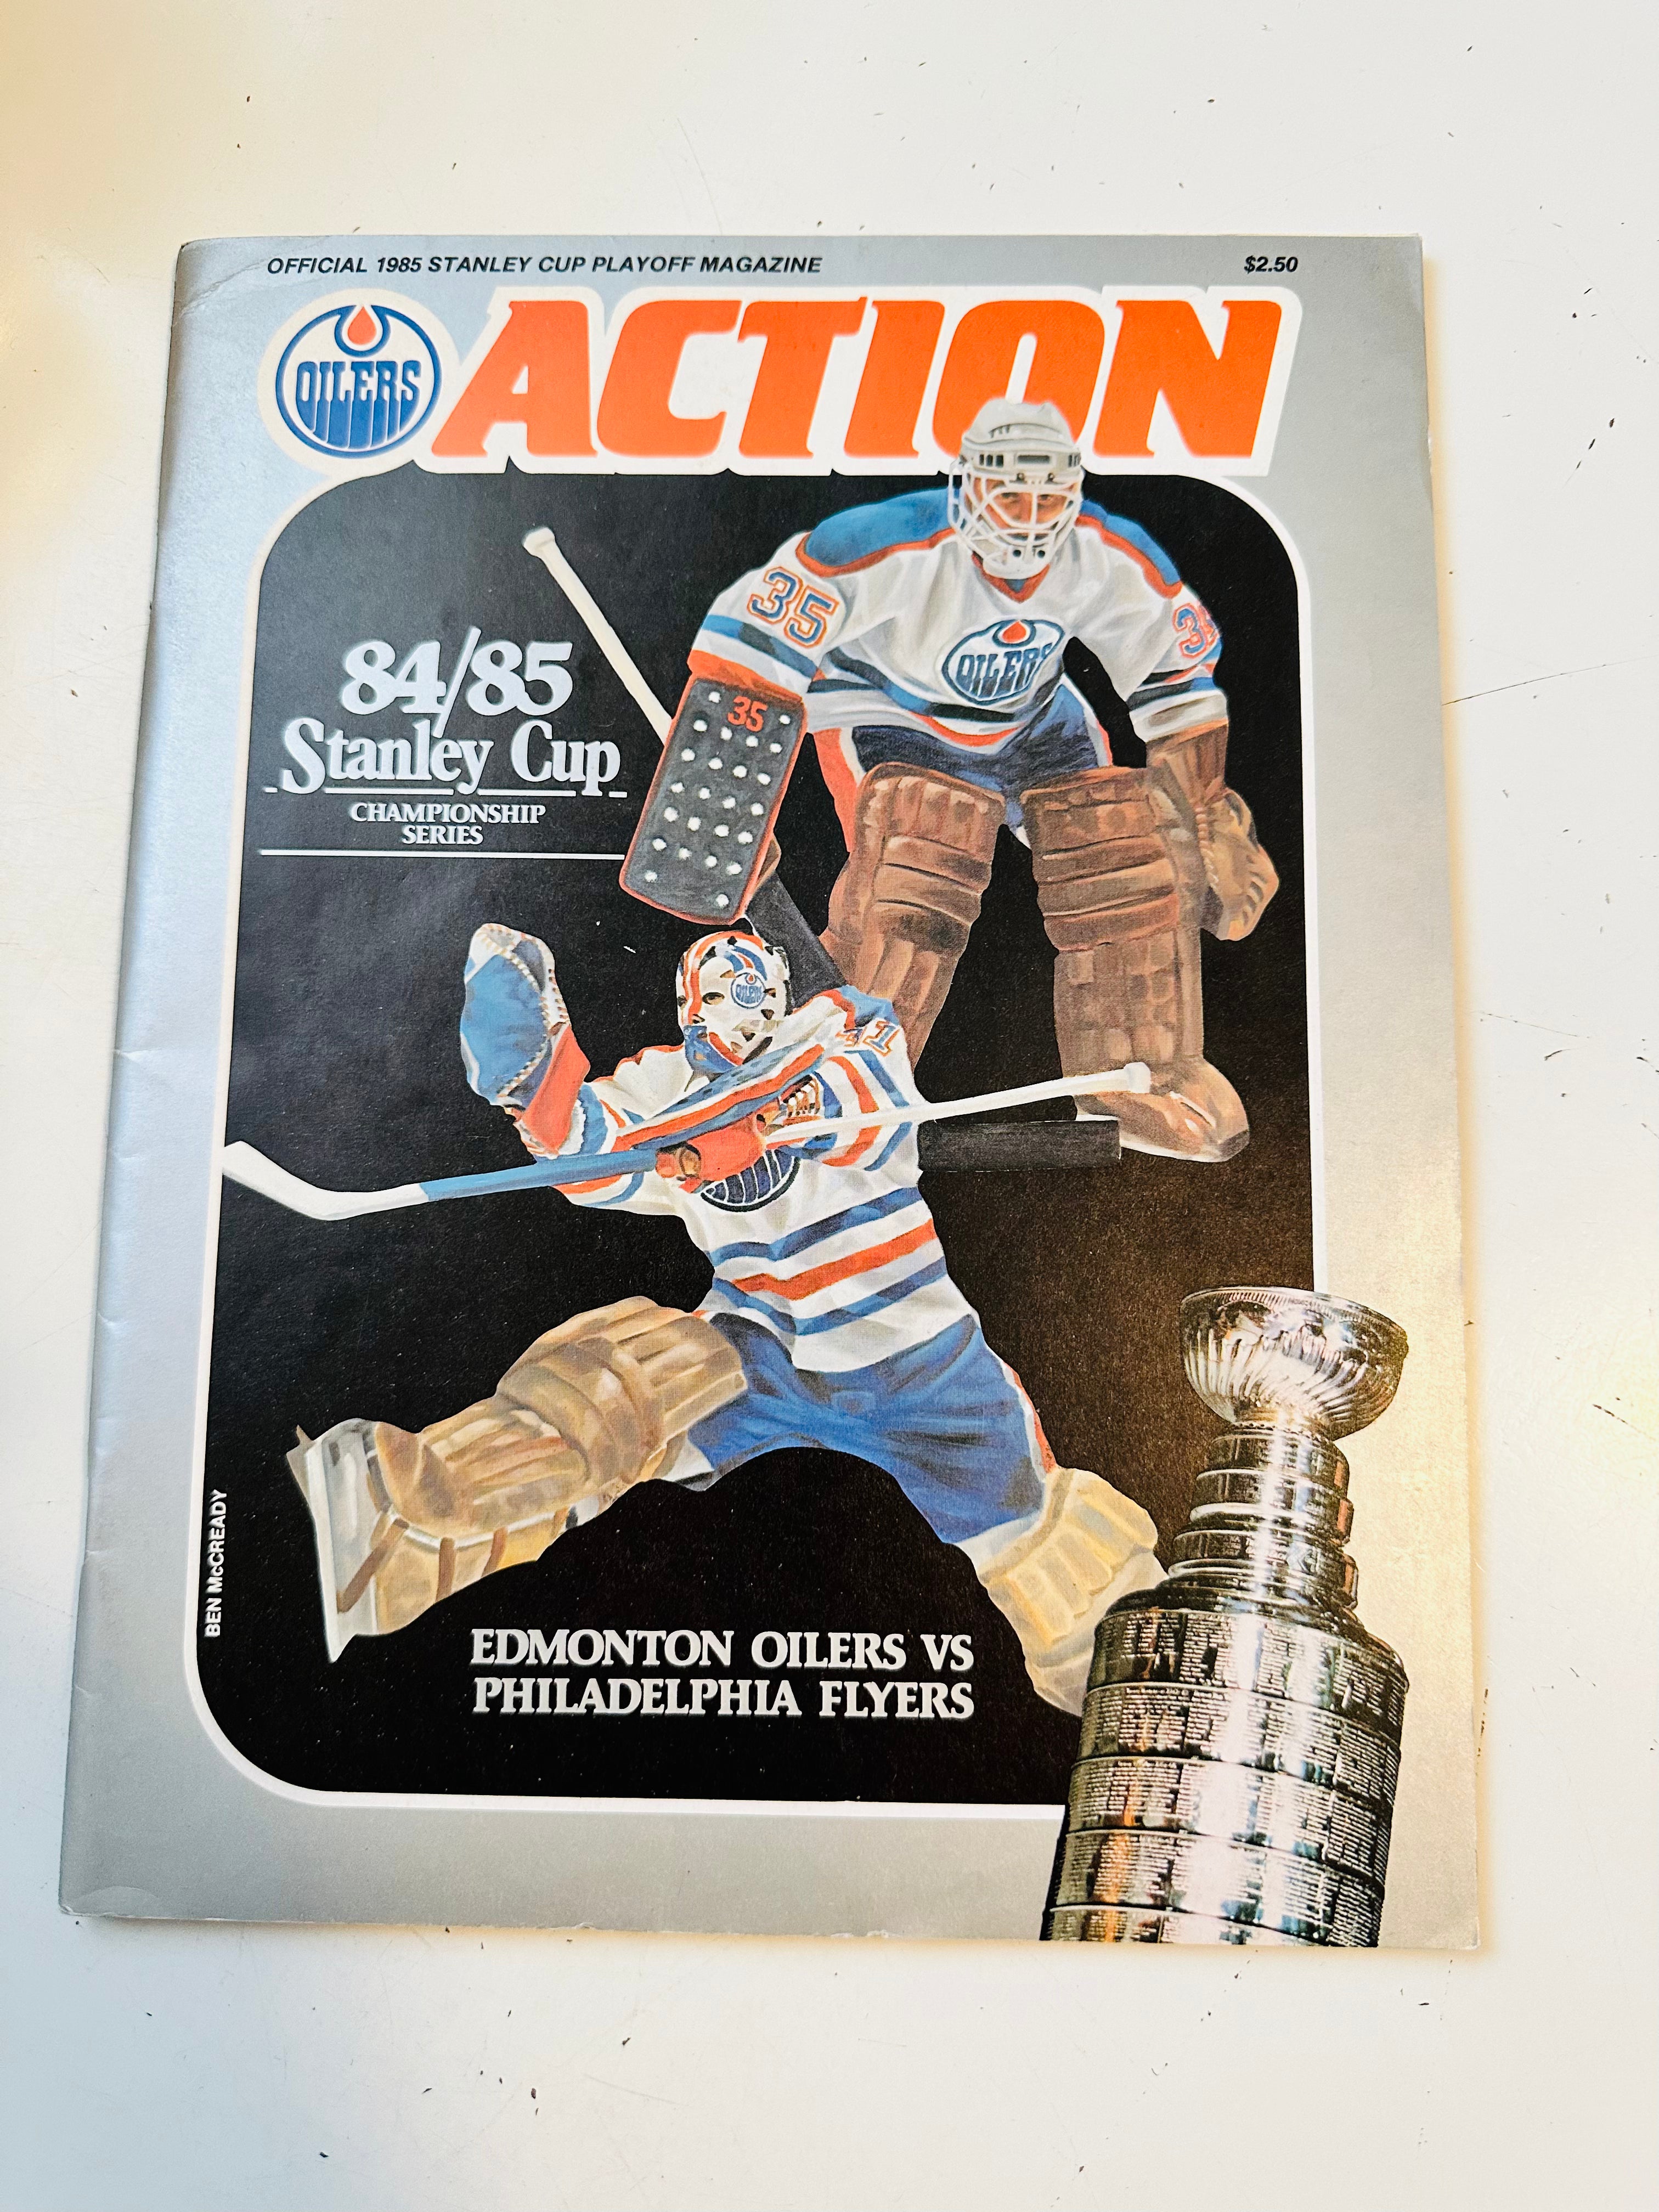 OFFICIAL 1985 STANLEY CUP PLAYOFF MAGAZINE
$2.50
OILERS
ACTION
35
35
OILERS
84/85
Stanley Cup
CHAMPIONSHIP
SERIES
OILERS
BEN McCREADY
EDMONTON OILERS VS
PHILADELPHIA FLYERS